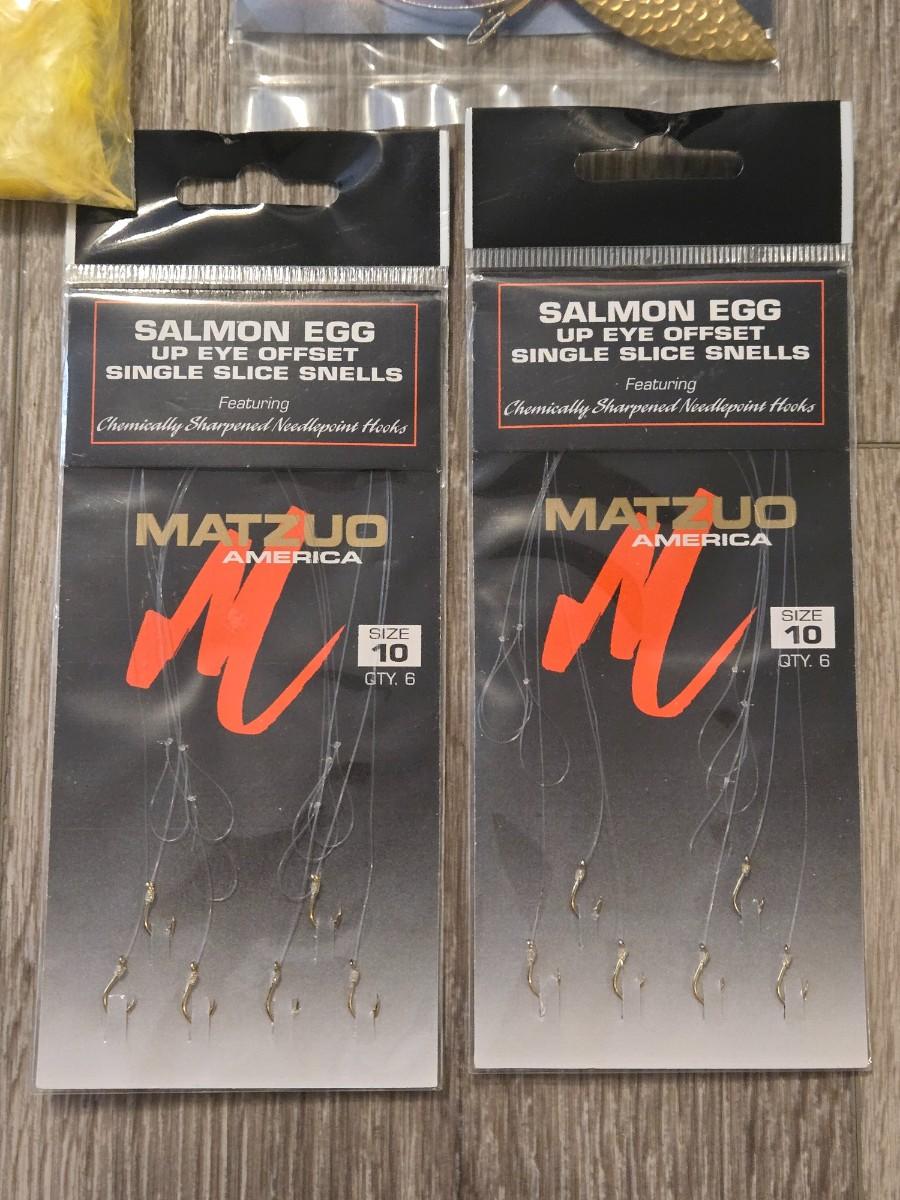 SALMON EGG
UP EYE OFFSET
SINGLE SLICE SNELLS
Featuring
Chemically Sharpened Needlepoint Hooks
MATZUO
AMERICA
SIZE
10
QTY. 6
SALMON EGG
UP EYE OFFSET
SINGLE SLICE SNELLS
Featuring
Chemically Sharpened Needlepoint Hooks
MATZUO
AMERICA
SIZE
10
QTY. 6